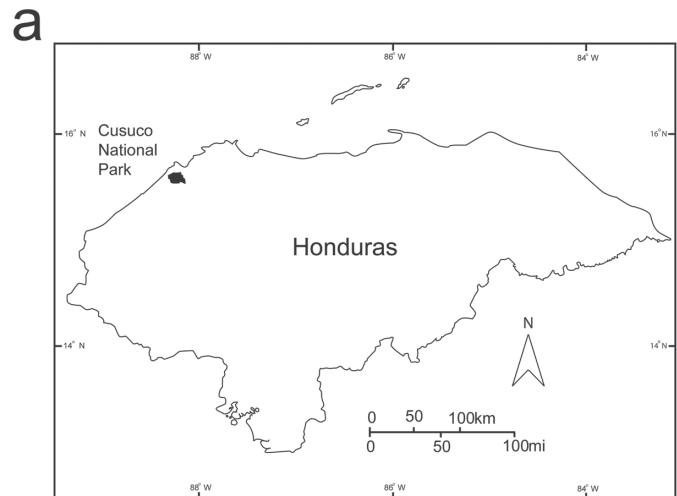 a
88° W 86° W 84° W
16° N 16° N
Cusuco
National
Park
Honduras
N
14° N 14° N
0 50 100km
0 50 100mi
88° W 86° W 84° W